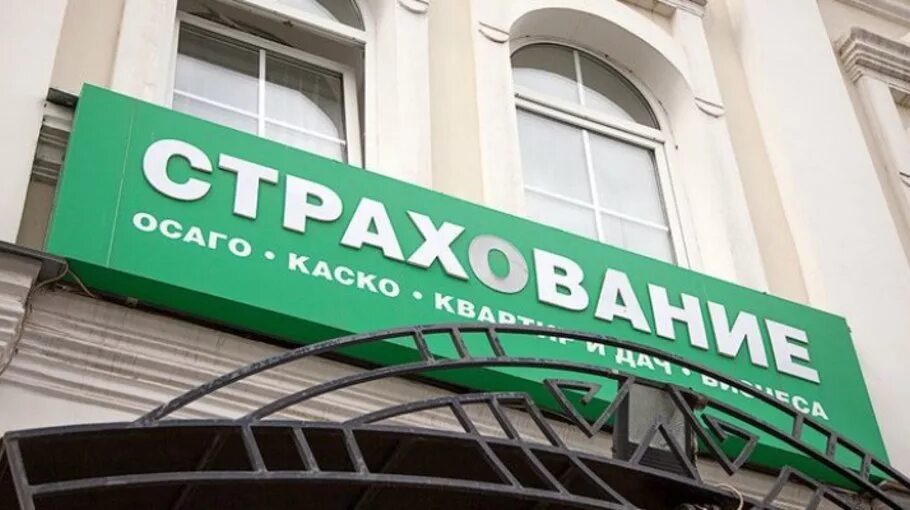 СТРАХОВАНИЕ
ОСАГО • КАСКО • КВАРТИР И ДАЧ • БИЗНЕСА